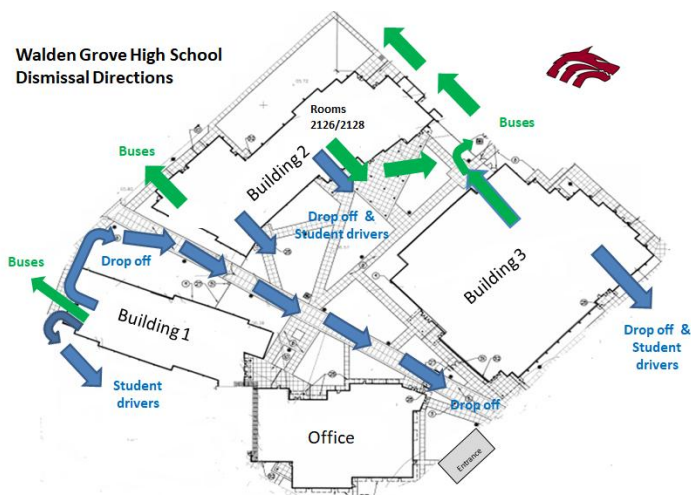 Walden Grove High School
Dismissal Directions
Rooms
2126/2128
Buses
Buses
Building 2
Drop off &
Student drivers
Building 3
Drop off
Buses
Building 1
Drop off &
Student
drivers
Student
drivers
Drop off
Office
Entrance